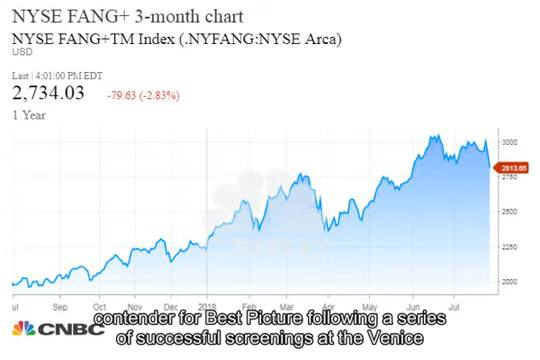 NYSE FANG+ 3-month chart
NYSE FANG+TM Index (.NYFANG:NYSE Arca)
USD
Last | 4:01:00 PM EDT
2,734.03 -79.63 (-2.83%)
1 Year
3000
2813.66
2750
2500
2250
2000
ul Sep Oct Nov Dec 2018 Feb Mar Apr May Jun Jul
CNBC
contender for Best Picture following a series
of successful screenings at the Venice